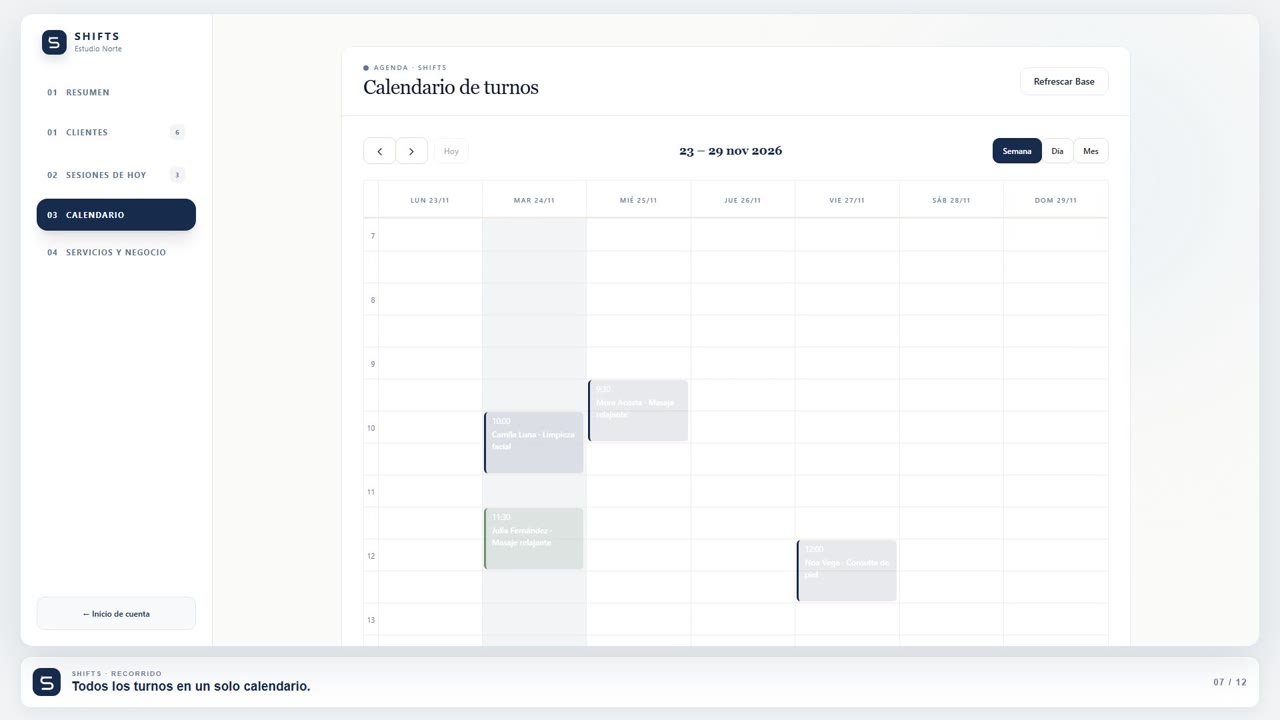 SHIFTS
Estudio Norte
01 RESUMEN
01 CLIENTES 6
02 SESIONES DE HOY 3
03 CALENDARIO
04 SERVICIOS Y NEGOCIO
← Inicio de cuenta
AGENDA · SHIFTS
Calendario de turnos
Refrescar Base
Hoy
23 – 29 nov 2026
Semana
Día
Mes
LUN 23/11
MAR 24/11
MIÉ 25/11
JUE 26/11
VIE 27/11
SÁB 28/11
DOM 29/11
7
8
9
10
11
12
13
9:30
Mora Acosta · Masaje
relajante
10:00
Camila Luna · Limpieza
facial
11:30
Julia Fernández ·
Masaje relajante
12:00
Noa Vega · Consulta de
piel
SHIFTS · RECORRIDO
Todos los turnos en un solo calendario.
07 / 12